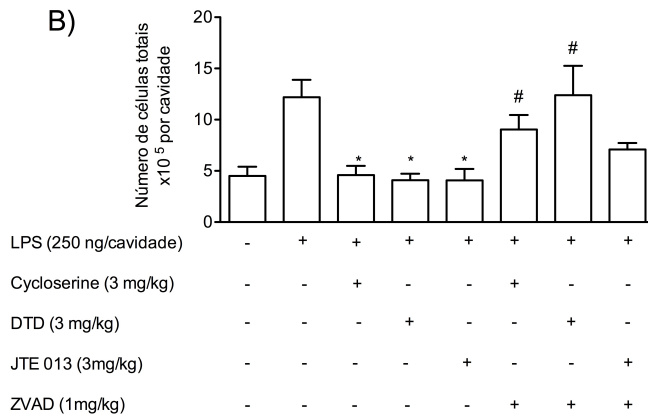 B)
Número de células totais
x10 5 por cavidade
20
15
10
5
0
* * * # #
LPS (250 ng/cavidade) - + + + + + + +
Cycloserine (3 mg/kg) - - + - - + - -
DTD (3 mg/kg) - - - + - - + -
JTE 013 (3mg/kg) - - - - + - - +
ZVAD (1mg/kg) - - - - - + + +